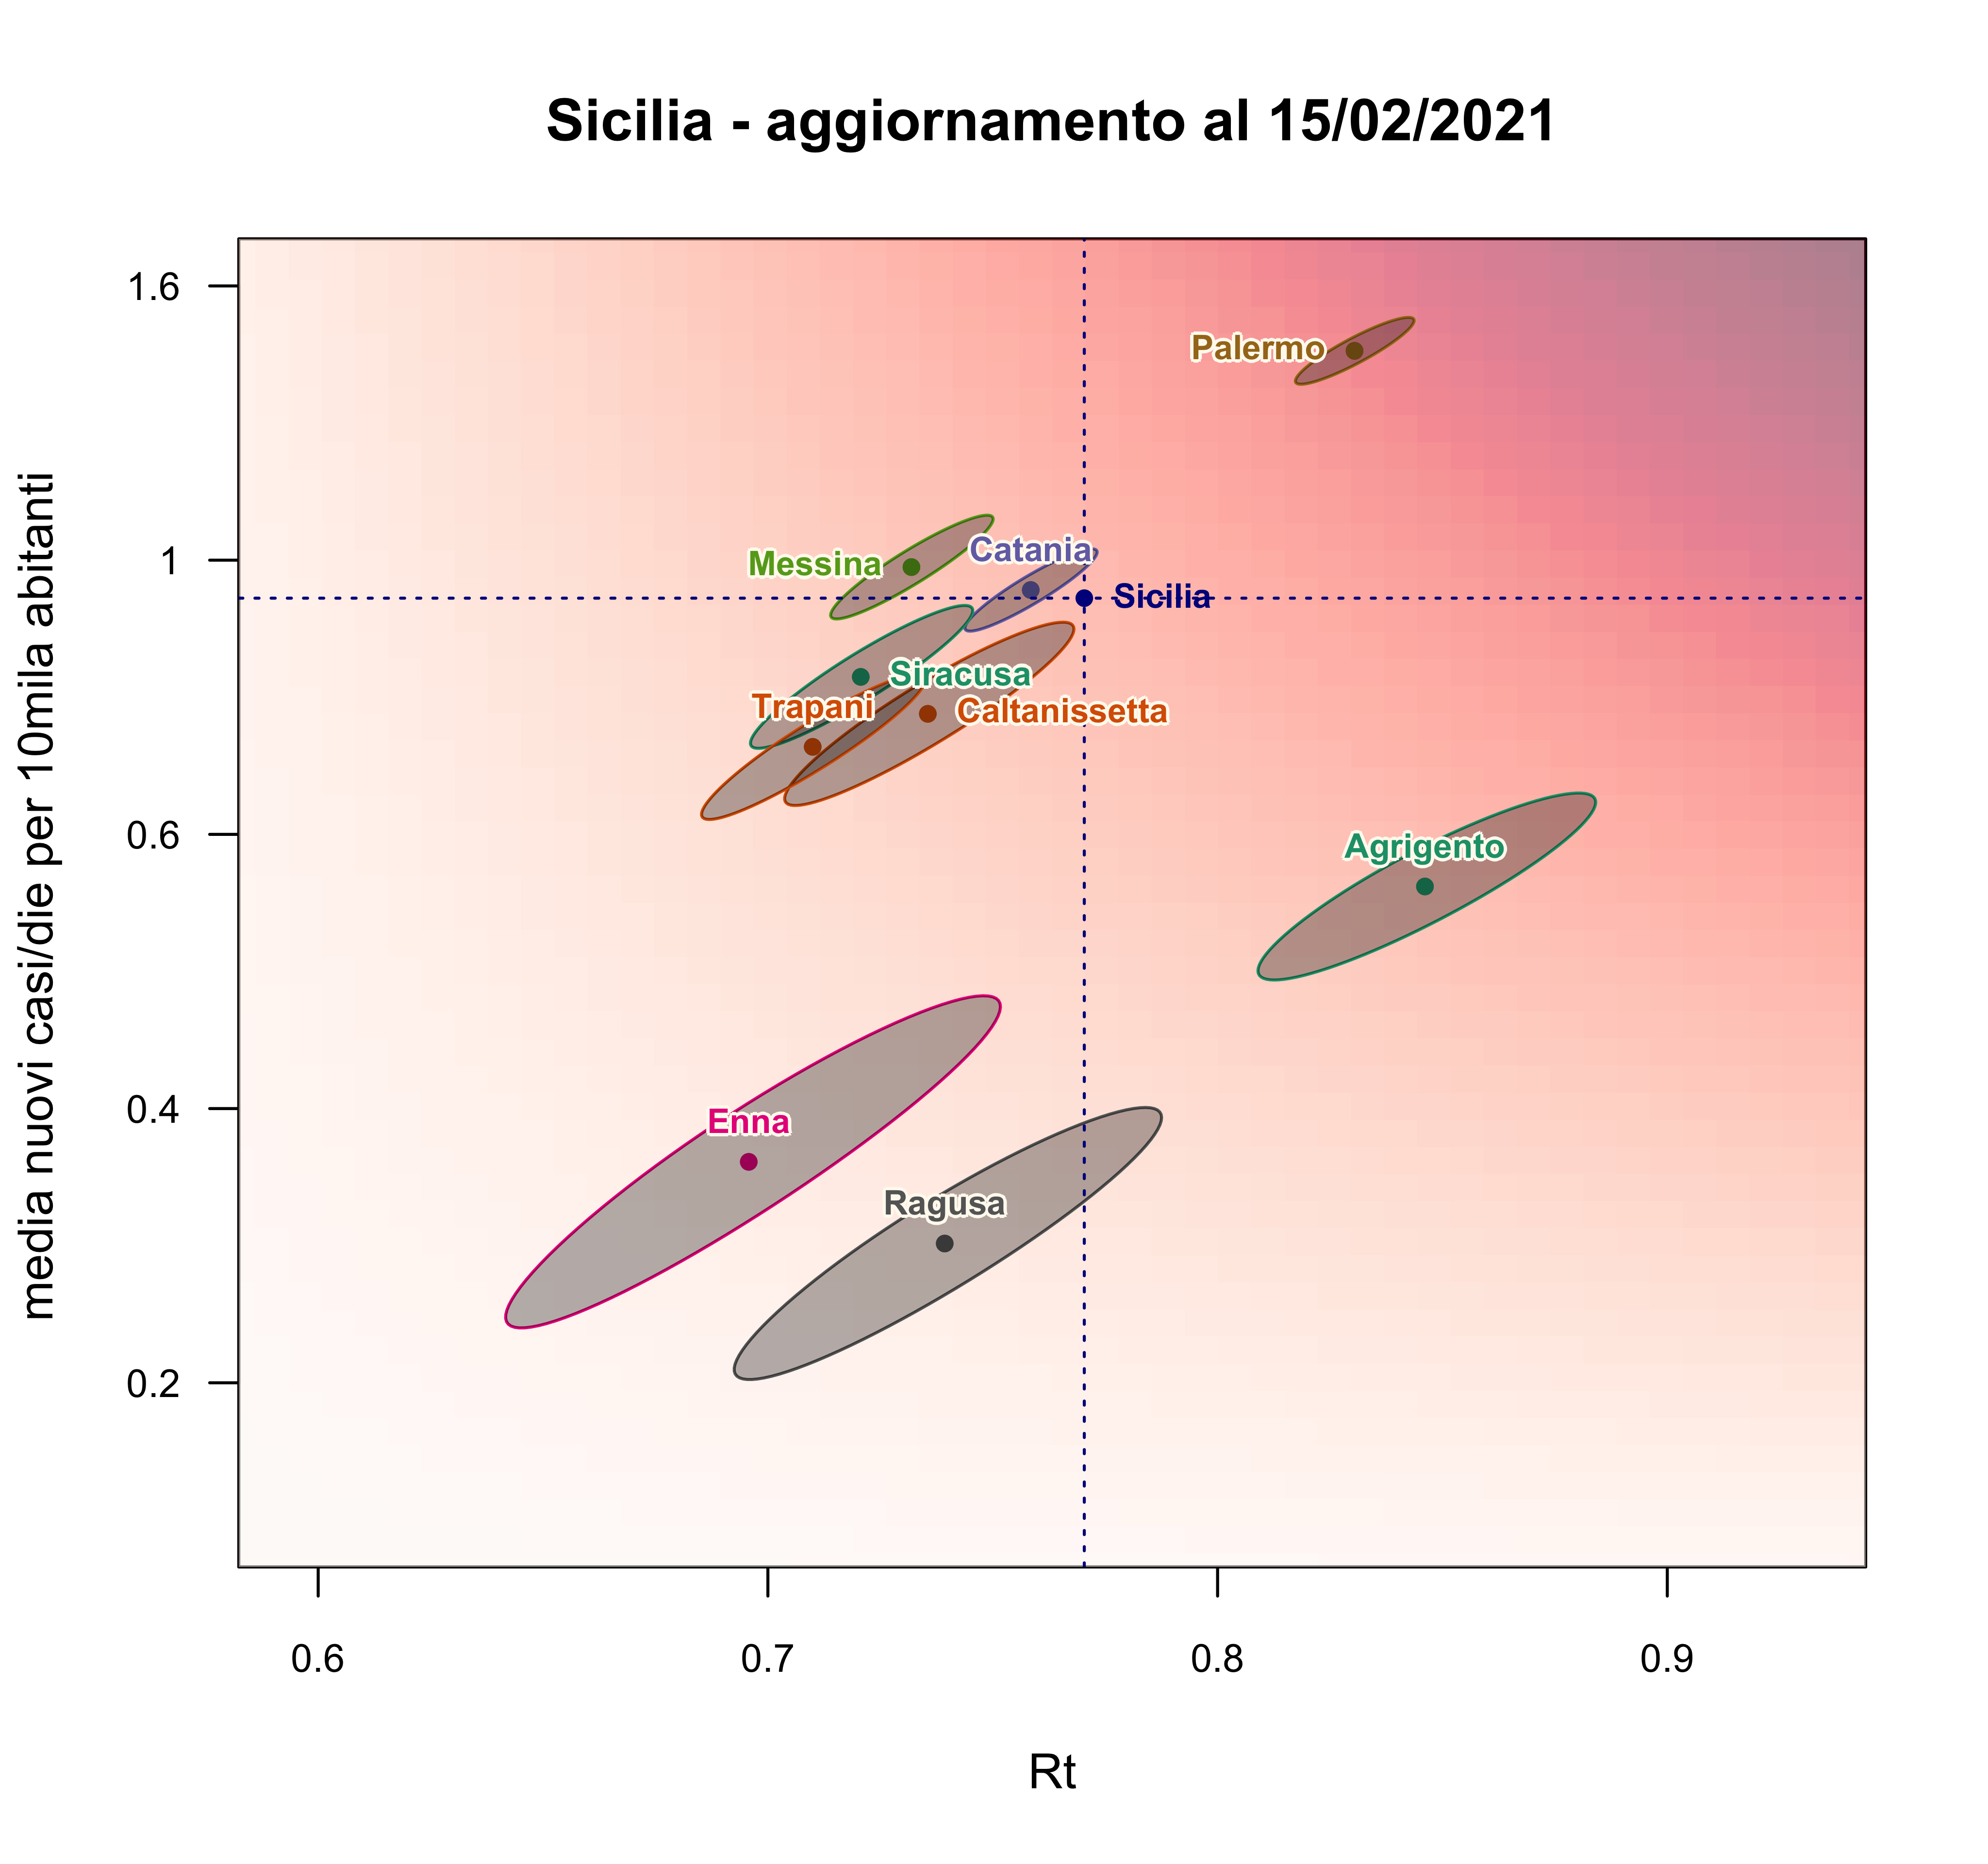 Sicilia - aggiornamento al 15/02/2021
media nuovi casi/die per 10mila abitanti
1.6
1
0.6
0.4
0.2
Palermo
Catania
Messina
Sicilia
Siracusa
Trapani
Caltanissetta
Agrigento
Enna
Ragusa
0.6 0.7 0.8 0.9
Rt